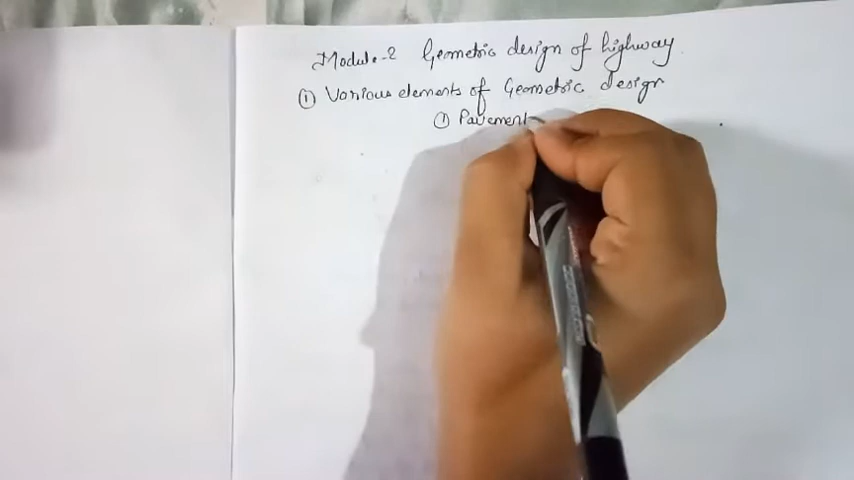 Module-2 Geometric design of highway
① Various elements of Geometric design
① Pavement